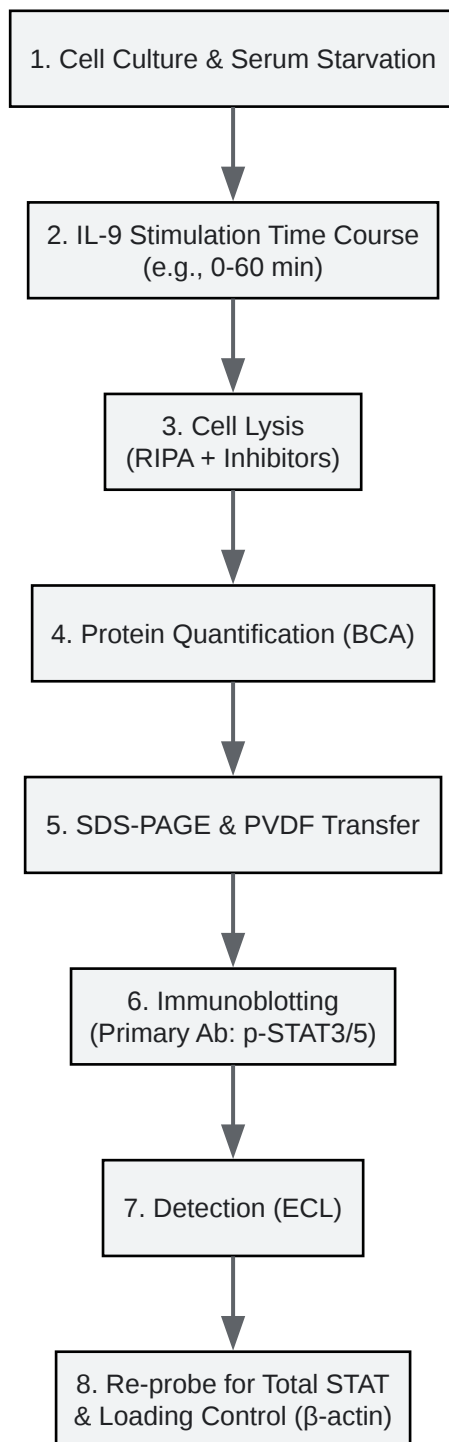 1. Cell Culture & Serum Starvation
2. IL-9 Stimulation Time Course
(e.g., 0-60 min)
3. Cell Lysis
(RIPA + Inhibitors)
4. Protein Quantification (BCA)
5. SDS-PAGE & PVDF Transfer
6. Immunoblotting
(Primary Ab: p-STAT3/5)
7. Detection (ECL)
8. Re-probe for Total STAT
& Loading Control (β-actin)